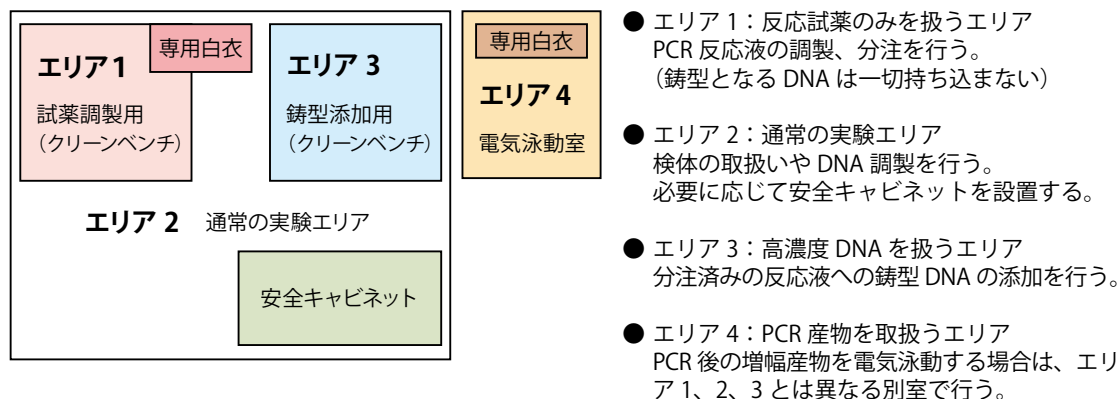 エリア1
専用白衣
試薬調製用
（クリーンベンチ）
エリア 3
鋳型添加用
（クリーンベンチ）
専用白衣
エリア 4
電気泳動室
エリア 2 通常の実験エリア
安全キャビネット
● エリア 1：反応試薬のみを扱うエリア
PCR 反応液の調製、分注を行う。
（鋳型となる DNA は一切持ち込まない）
● エリア 2：通常の実験エリア
検体の取扱いや DNA 調製を行う。
必要に応じて安全キャビネットを設置する。
● エリア 3：高濃度 DNA を扱うエリア
分注済みの反応液への鋳型 DNA の添加を行う。
● エリア 4：PCR 産物を取扱うエリア
PCR 後の増幅産物を電気泳動する場合は、エリ
ア 1、2、3 とは異なる別室で行う。